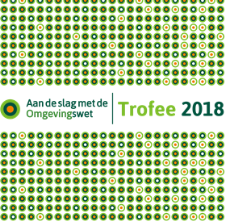 Aan de slag met de
Omgevingswet
Trofee 2018